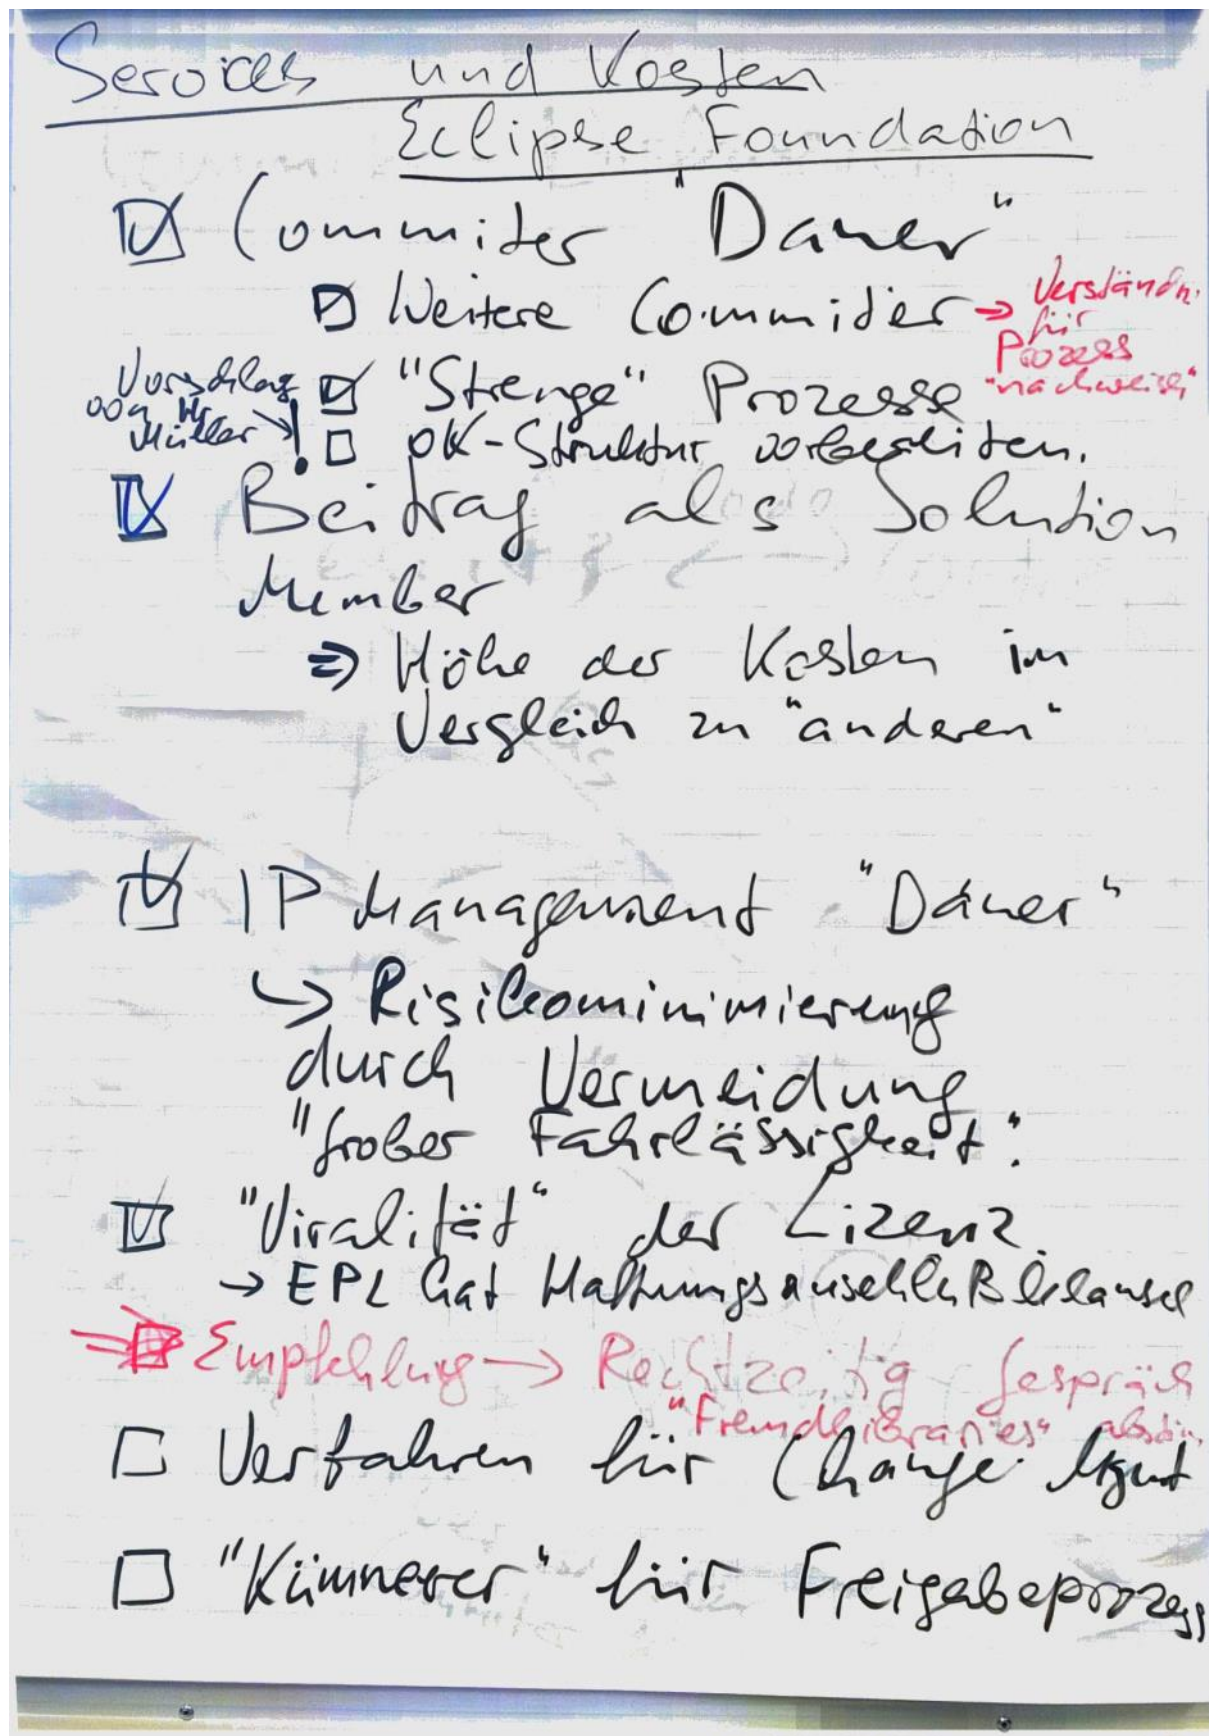 Services und Kosten
Eclipse Foundation
Commiter "Dauer"
Weitere Commiter → Verständn.
für
Prozess
"nachweisen"
Vorschlag
von Hr
Müller
"Strenge" Prozesse
! PK-Struktur vorbereiten.
Beitrag als Solution
Member
⇒ Höhe der Kosten im
Vergleich zu "anderen"
IP Management "Dauer"
↳ Risikominimierung
durch Vermeidung
"grober Fahrlässigkeit".
"Viralität" der Lizenz
→ EPL hat Haftungsausschlußklausel
Empfehlung → Rechtzeitig Gespräch
"Fremdlibraries"
Verfahren für Change Mgmt
"Kümmerer" für Freigabeprozess